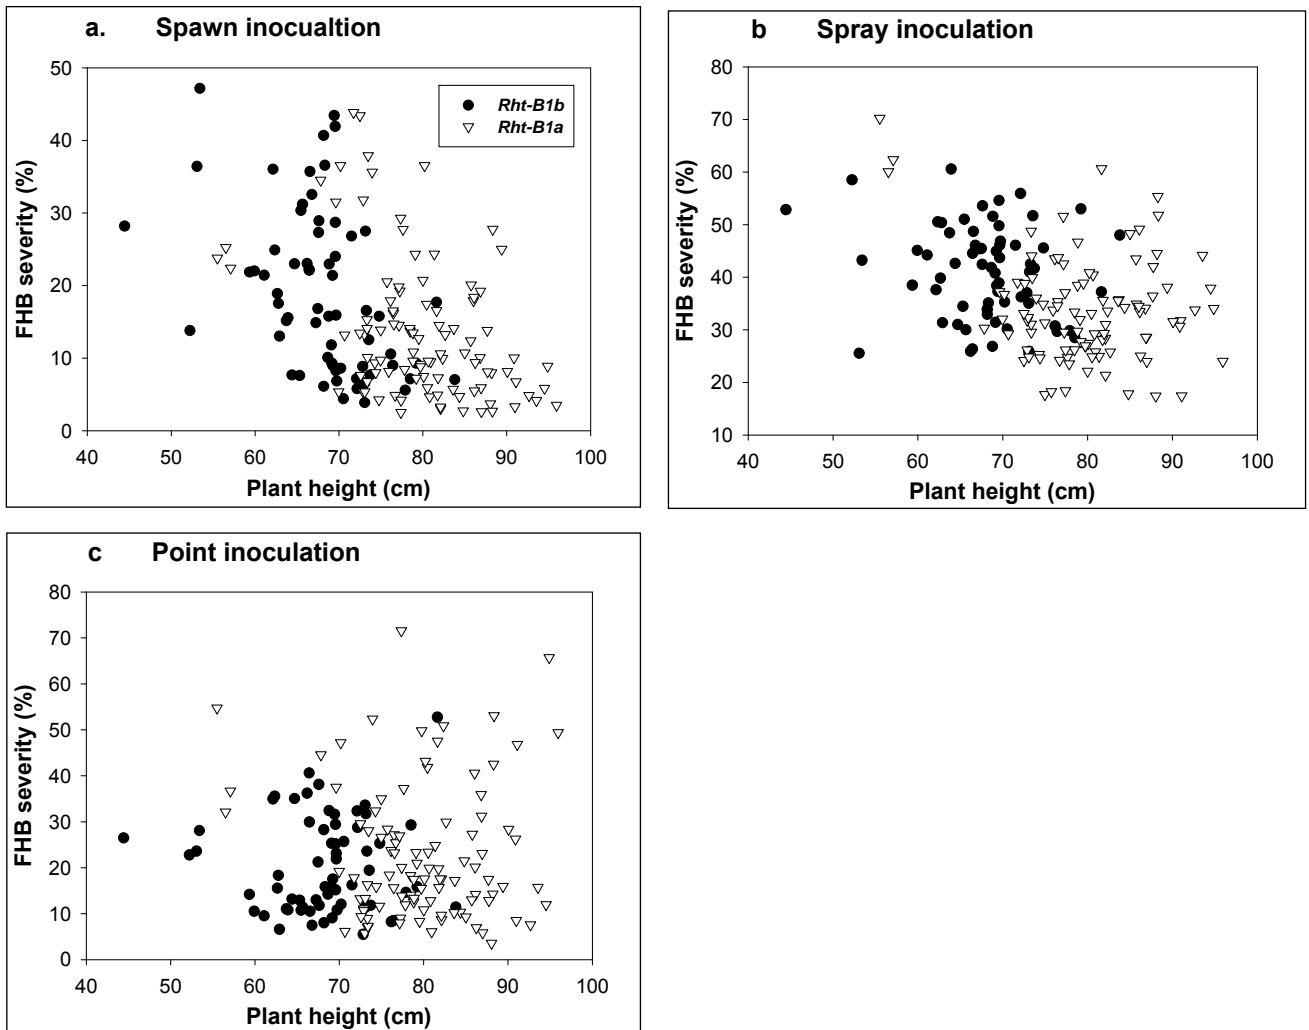 a. Spawn inocualtion
50
40
30
20
10
0
40 50 60 70 80 90 100
FHB severity (%)
Plant height (cm)
Rht-B1b
Rht-B1a
b Spray inoculation
80
70
60
50
40
30
20
10
40 50 60 70 80 90 100
FHB severity (%)
Plant height (cm)
c Point inoculation
80
70
60
50
40
30
20
10
0
40 50 60 70 80 90 100
FHB severity (%)
Plant height (cm)